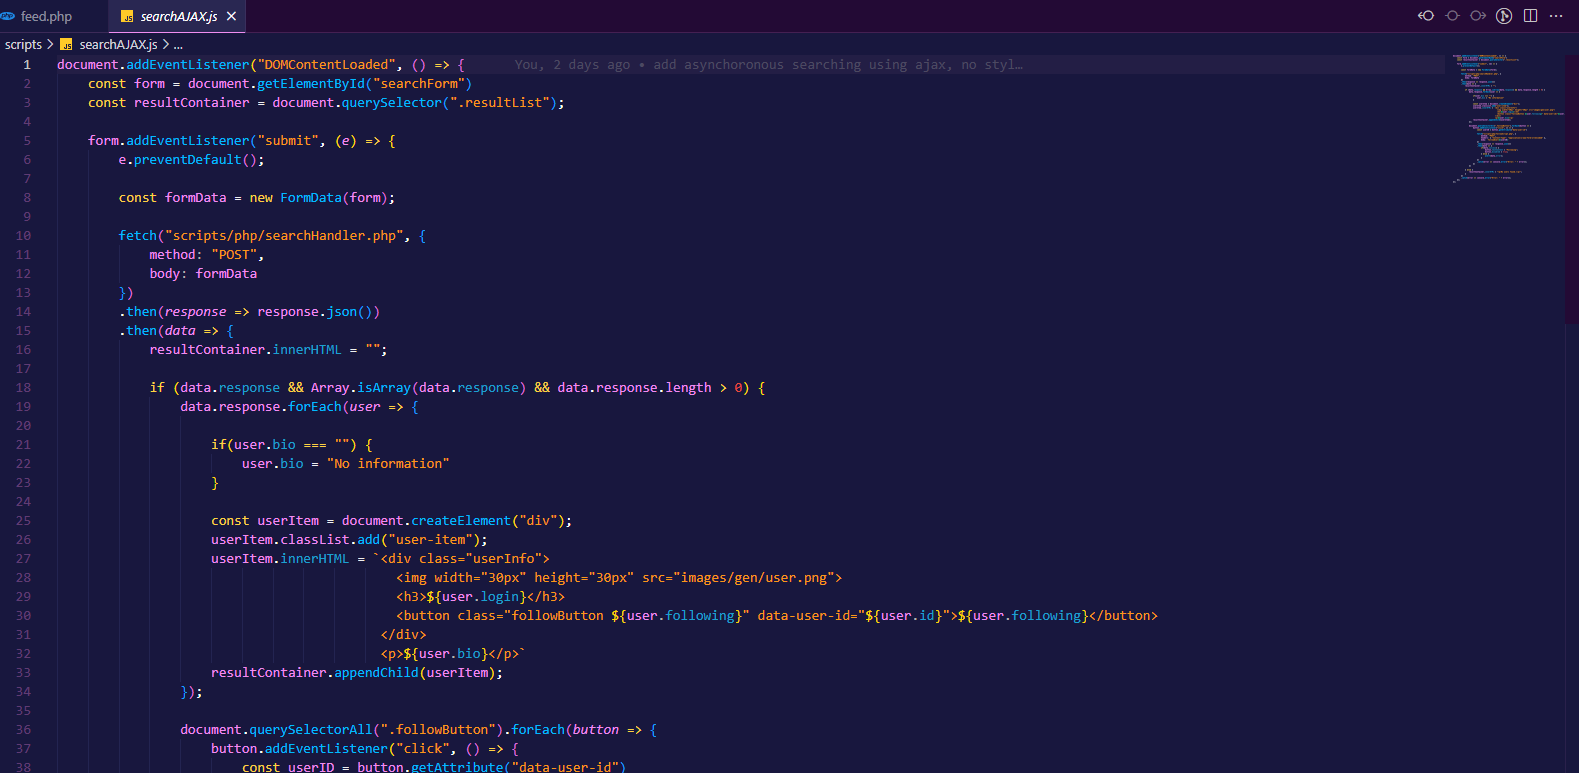 feed.php
JS searchAJAX.js ×
scripts > JS searchAJAX.js > ...
1 document.addEventListener("DOMContentLoaded", () => { You, 2 days ago • add asynchoronous searching using ajax, no styl…
2 const form = document.getElementById("searchForm")
3 const resultContainer = document.querySelector(".resultList");
4
5 form.addEventListener("submit", (e) => {
6 e.preventDefault();
7
8 const formData = new FormData(form);
9
10 fetch("scripts/php/searchHandler.php", {
11 method: "POST",
12 body: formData
13 })
14 .then(response => response.json())
15 .then(data => {
16 resultContainer.innerHTML = "";
17
18 if (data.response && Array.isArray(data.response) && data.response.length > 0) {
19 data.response.forEach(user => {
20
21 if(user.bio === "") {
22 user.bio = "No information"
23 }
24
25 const userItem = document.createElement("div");
26 userItem.classList.add("user-item");
27 userItem.innerHTML = `<div class="userInfo">
28 <img width="30px" height="30px" src="images/gen/user.png">
29 <h3>${user.login}</h3>
30 <button class="followButton ${user.following}" data-user-id="${user.id}">${user.following}</button>
31 </div>
32 <p>${user.bio}</p>`
33 resultContainer.appendChild(userItem);
34 });
35
36 document.querySelectorAll(".followButton").forEach(button => {
37 button.addEventListener("click", () => {
38 const userID = button.getAttribute("data-user-id")